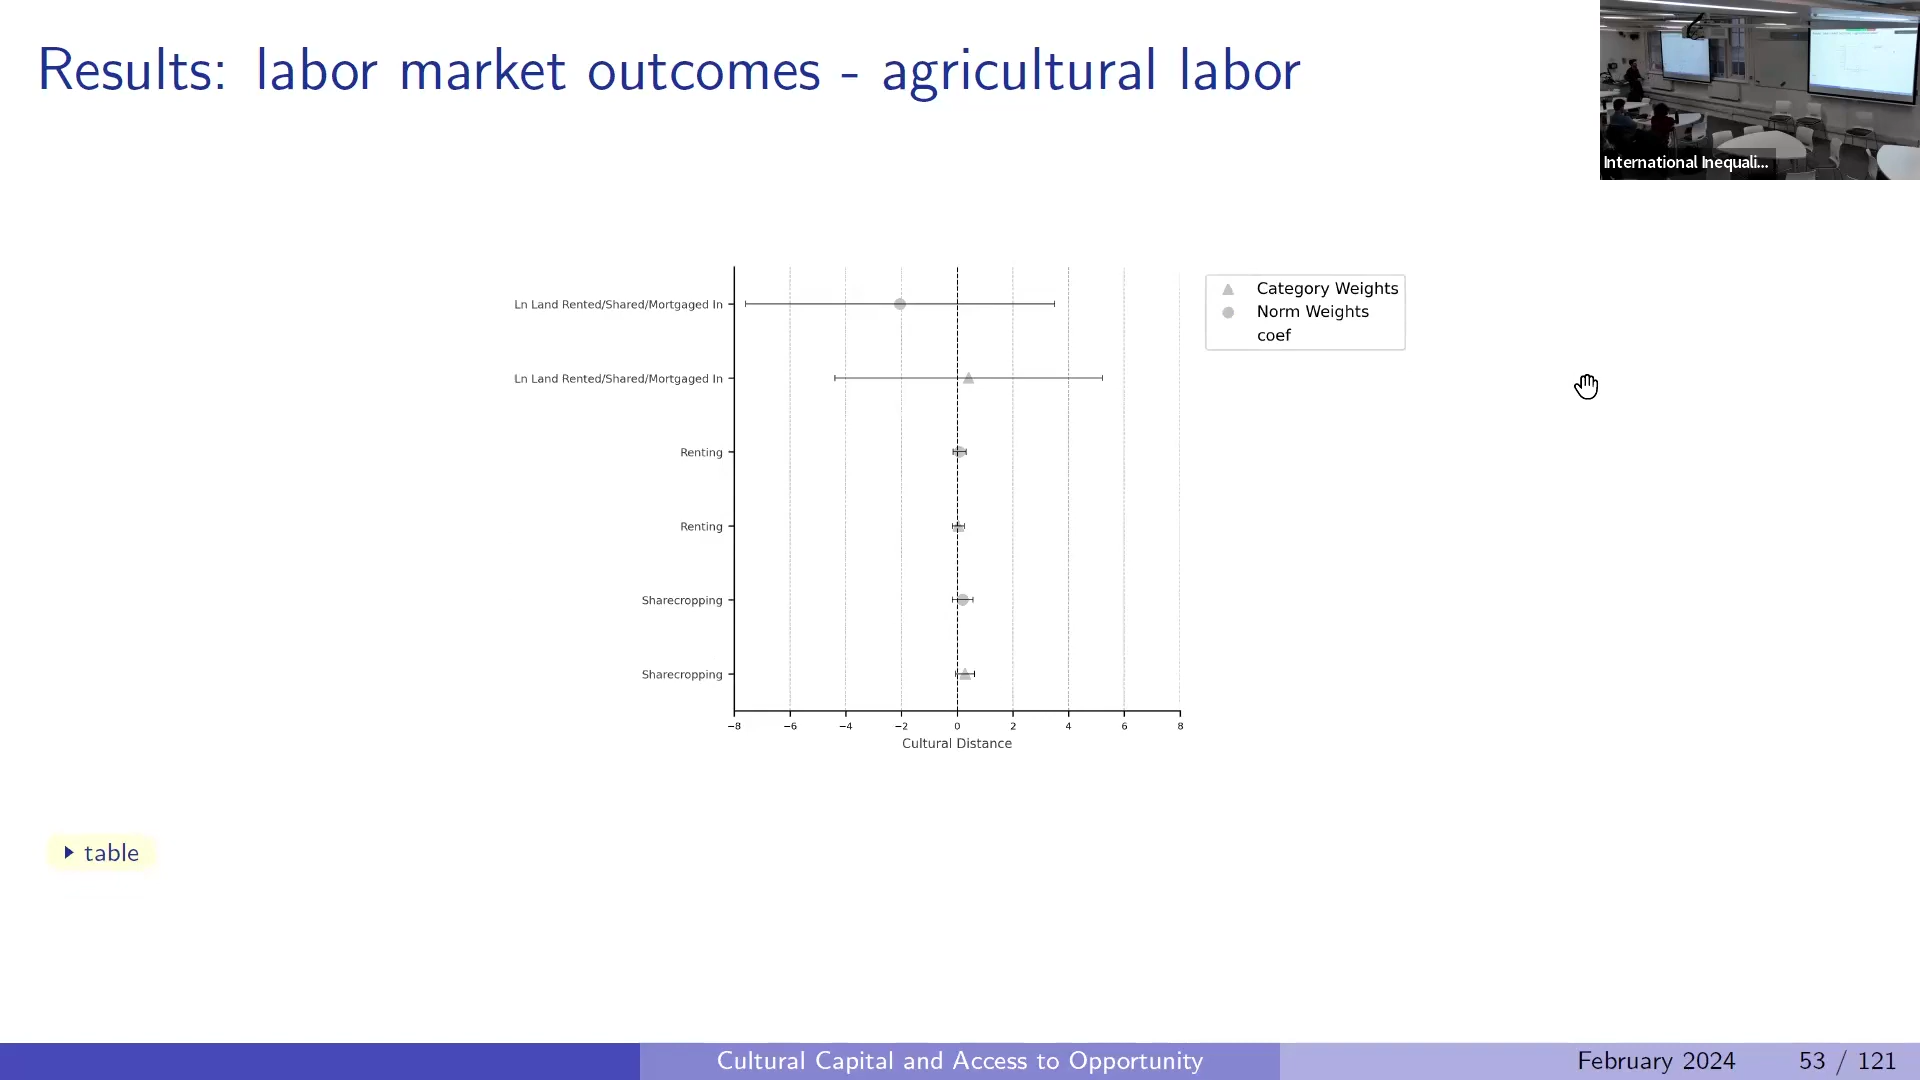 Results: labor market outcomes - agricultural labor
International Inequali...
Category Weights
Norm Weights
coef
Ln Land Rented/Shared/Mortgaged In
Ln Land Rented/Shared/Mortgaged In
Renting
Renting
Sharecropping
Sharecropping
−8 −6 −4 −2 0 2 4 6 8
Cultural Distance
table
Cultural Capital and Access to Opportunity
February 2024 53 / 121